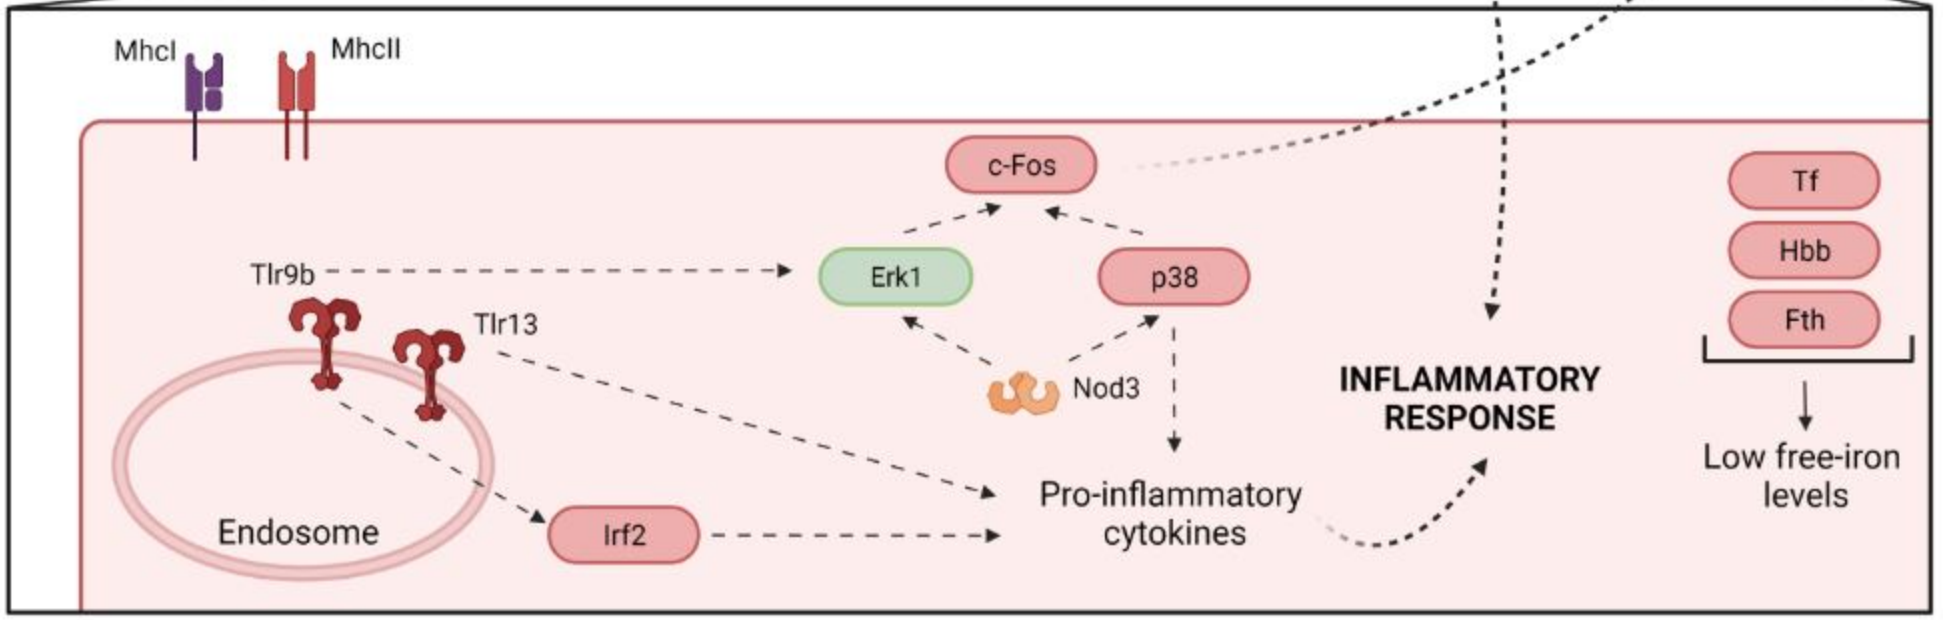 MhcI
MhcII
c-Fos
Tf
Hbb
Fth
Tlr9b
Erk1
p38
Tlr13
Nod3
INFLAMMATORY
RESPONSE
Low free-iron
levels
Pro-inflammatory
cytokines
Endosome
Irf2